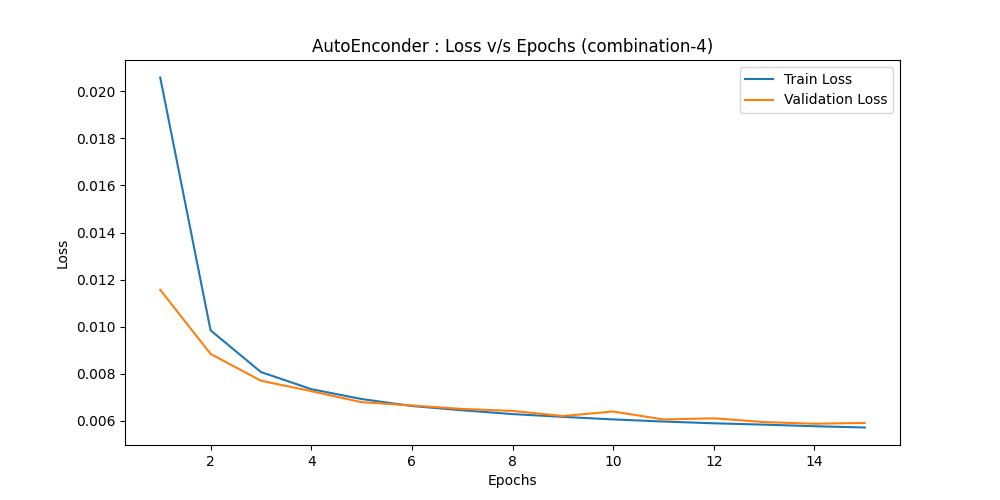 AutoEnconder : Loss v/s Epochs (combination-4)
Train Loss
Validation Loss
0.020
0.018
0.016
0.014
0.012
0.010
0.008
0.006
Loss
2 4 6 8 10 12 14
Epochs